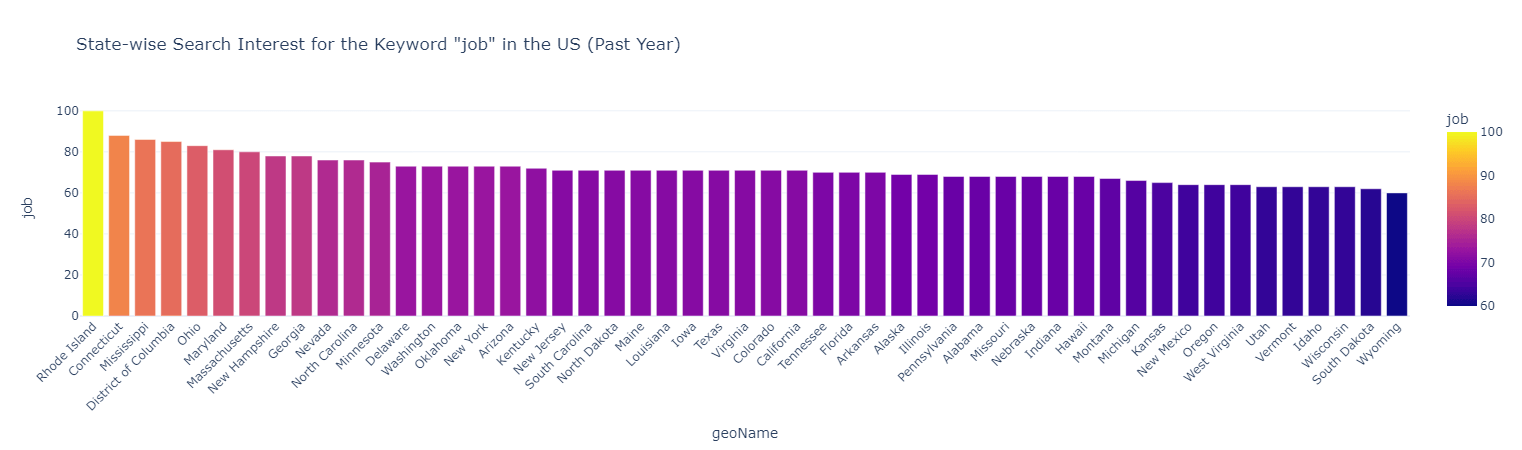 State-wise Search Interest for the Keyword "job" in the US (Past Year)
job
100
80
60
40
20
0
Rhode Island
Connecticut
Mississippi
District of Columbia
Ohio
Maryland
Massachusetts
New Hampshire
Georgia
Nevada
North Carolina
Minnesota
Delaware
Washington
Oklahoma
New York
Arizona
Kentucky
New Jersey
South Carolina
North Dakota
Maine
Louisiana
Iowa
Texas
Virginia
Colorado
California
Tennessee
Florida
Arkansas
Alaska
Illinois
Pennsylvania
Alabama
Missouri
Nebraska
Indiana
Hawaii
Montana
Michigan
Kansas
New Mexico
Oregon
West Virginia
Utah
Vermont
Idaho
Wisconsin
South Dakota
Wyoming
geoName
job
100
90
80
70
60